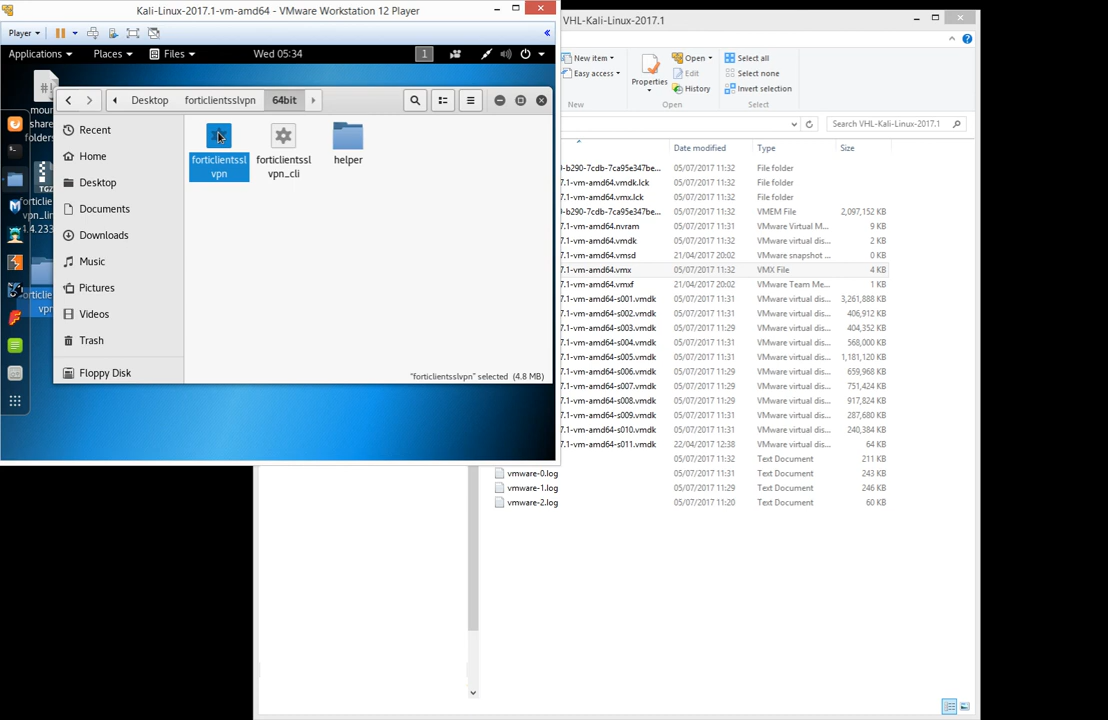 Kali-Linux-2017.1-vm-amd64 - VMware Workstation 12 Player
Player
Applications Places Files Wed 05:34 1
moun
share
folders
TGZ
forticlie
vpn_lin
4.4.233
forticlie
vpn
Desktop forticlientsslvpn 64bit
Recent
Home
Desktop
Documents
Downloads
Music
Pictures
Videos
Trash
Floppy Disk
forticlientssl
vpn
forticlientssl
vpn_cli
helper
"forticlientsslvpn" selected (4.8 MB)
VHL-Kali-Linux-2017.1
New item
Easy access
New
Properties
Open
Edit
History
Open
Select all
Select none
Invert selection
Select
Search VHL-Kali-Linux-2017.1
Date modified Type Size
-b290-7cdb-7ca95e347be... 05/07/2017 11:32 File folder
7.1-vm-amd64.vmdk.lck 05/07/2017 11:32 File folder
7.1-vm-amd64.vmx.lck 05/07/2017 11:32 File folder
-b290-7cdb-7ca95e347be... 05/07/2017 11:32 VMEM File 2,097,152 KB
7.1-vm-amd64.nvram 05/07/2017 11:31 VMware Virtual M... 9 KB
7.1-vm-amd64.vmdk 05/07/2017 11:32 VMware virtual dis... 2 KB
7.1-vm-amd64.vmsd 21/04/2017 20:02 VMware snapshot ... 0 KB
7.1-vm-amd64.vmx 05/07/2017 11:32 VMX File 4 KB
7.1-vm-amd64.vmxf 21/04/2017 20:02 VMware Team Me... 1 KB
7.1-vm-amd64-s001.vmdk 05/07/2017 11:31 VMware virtual dis... 3,261,888 KB
7.1-vm-amd64-s002.vmdk 05/07/2017 11:31 VMware virtual dis... 406,912 KB
7.1-vm-amd64-s003.vmdk 05/07/2017 11:29 VMware virtual dis... 404,352 KB
7.1-vm-amd64-s004.vmdk 05/07/2017 11:31 VMware virtual dis... 568,000 KB
7.1-vm-amd64-s005.vmdk 05/07/2017 11:31 VMware virtual dis... 1,181,120 KB
7.1-vm-amd64-s006.vmdk 05/07/2017 11:29 VMware virtual dis... 659,968 KB
7.1-vm-amd64-s007.vmdk 05/07/2017 11:29 VMware virtual dis... 751,424 KB
7.1-vm-amd64-s008.vmdk 05/07/2017 11:29 VMware virtual dis... 917,824 KB
7.1-vm-amd64-s009.vmdk 05/07/2017 11:31 VMware virtual dis... 287,680 KB
7.1-vm-amd64-s010.vmdk 05/07/2017 11:31 VMware virtual dis... 240,384 KB
7.1-vm-amd64-s011.vmdk 22/04/2017 12:38 VMware virtual dis... 64 KB
05/07/2017 11:32 Text Document 211 KB
vmware-0.log 05/07/2017 11:31 Text Document 243 KB
vmware-1.log 05/07/2017 11:29 Text Document 246 KB
vmware-2.log 05/07/2017 11:20 Text Document 60 KB